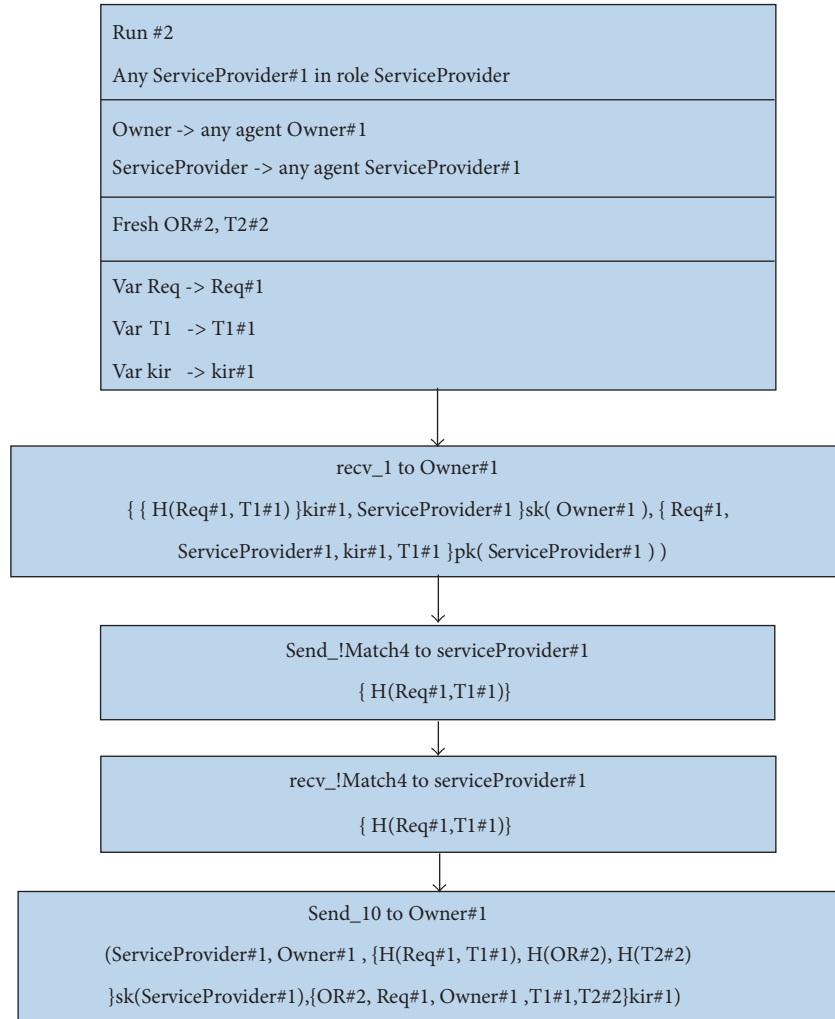 Run #2
Any ServiceProvider#1 in role ServiceProvider
Owner -> any agent Owner#1
ServiceProvider -> any agent ServiceProvider#1
Fresh OR#2, T2#2
Var Req -> Req#1
Var T1 -> T1#1
Var kir -> kir#1
recv_1 to Owner#1
{ { H(Req#1, T1#1) }kir#1, ServiceProvider#1 }sk( Owner#1 ), { Req#1,
ServiceProvider#1, kir#1, T1#1 }pk( ServiceProvider#1 ) )
Send_!Match4 to serviceProvider#1
{ H(Req#1,T1#1)}
recv_!Match4 to serviceProvider#1
{ H(Req#1,T1#1)}
Send_10 to Owner#1
(ServiceProvider#1, Owner#1 , {H(Req#1, T1#1), H(OR#2), H(T2#2)
}sk(ServiceProvider#1),{OR#2, Req#1, Owner#1 ,T1#1,T2#2}kir#1)